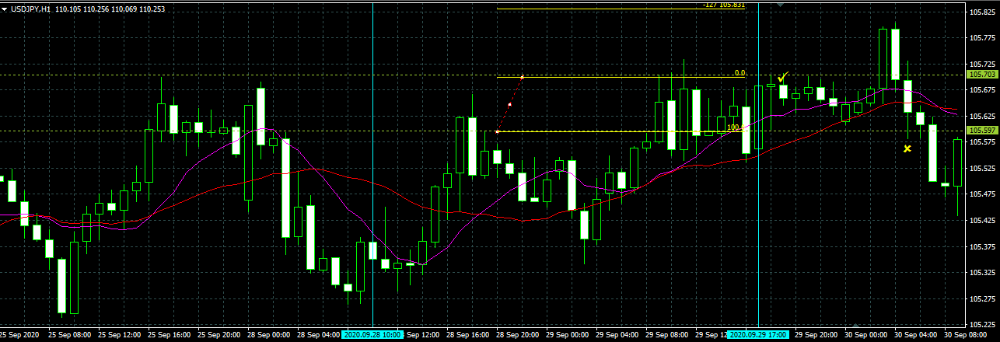 USDJPY,H1 110.105 110.256 110.069 110.253
-127 105.831
0.0
100.0
105.825
105.775
105.725
105.703
105.675
105.625
105.597
105.575
105.525
105.475
105.425
105.375
105.325
105.275
105.225
25 Sep 2020
25 Sep 08:00
25 Sep 12:00
25 Sep 16:00
25 Sep 20:00
28 Sep 00:00
28 Sep 04:00
2020.09.28 10:00
28 Sep 12:00
28 Sep 16:00
28 Sep 20:00
29 Sep 00:00
29 Sep 04:00
29 Sep 08:00
29 Sep 12:
2020.09.29 17:00
29 Sep 20:00
30 Sep 00:00
30 Sep 04:00
30 Sep 08:00